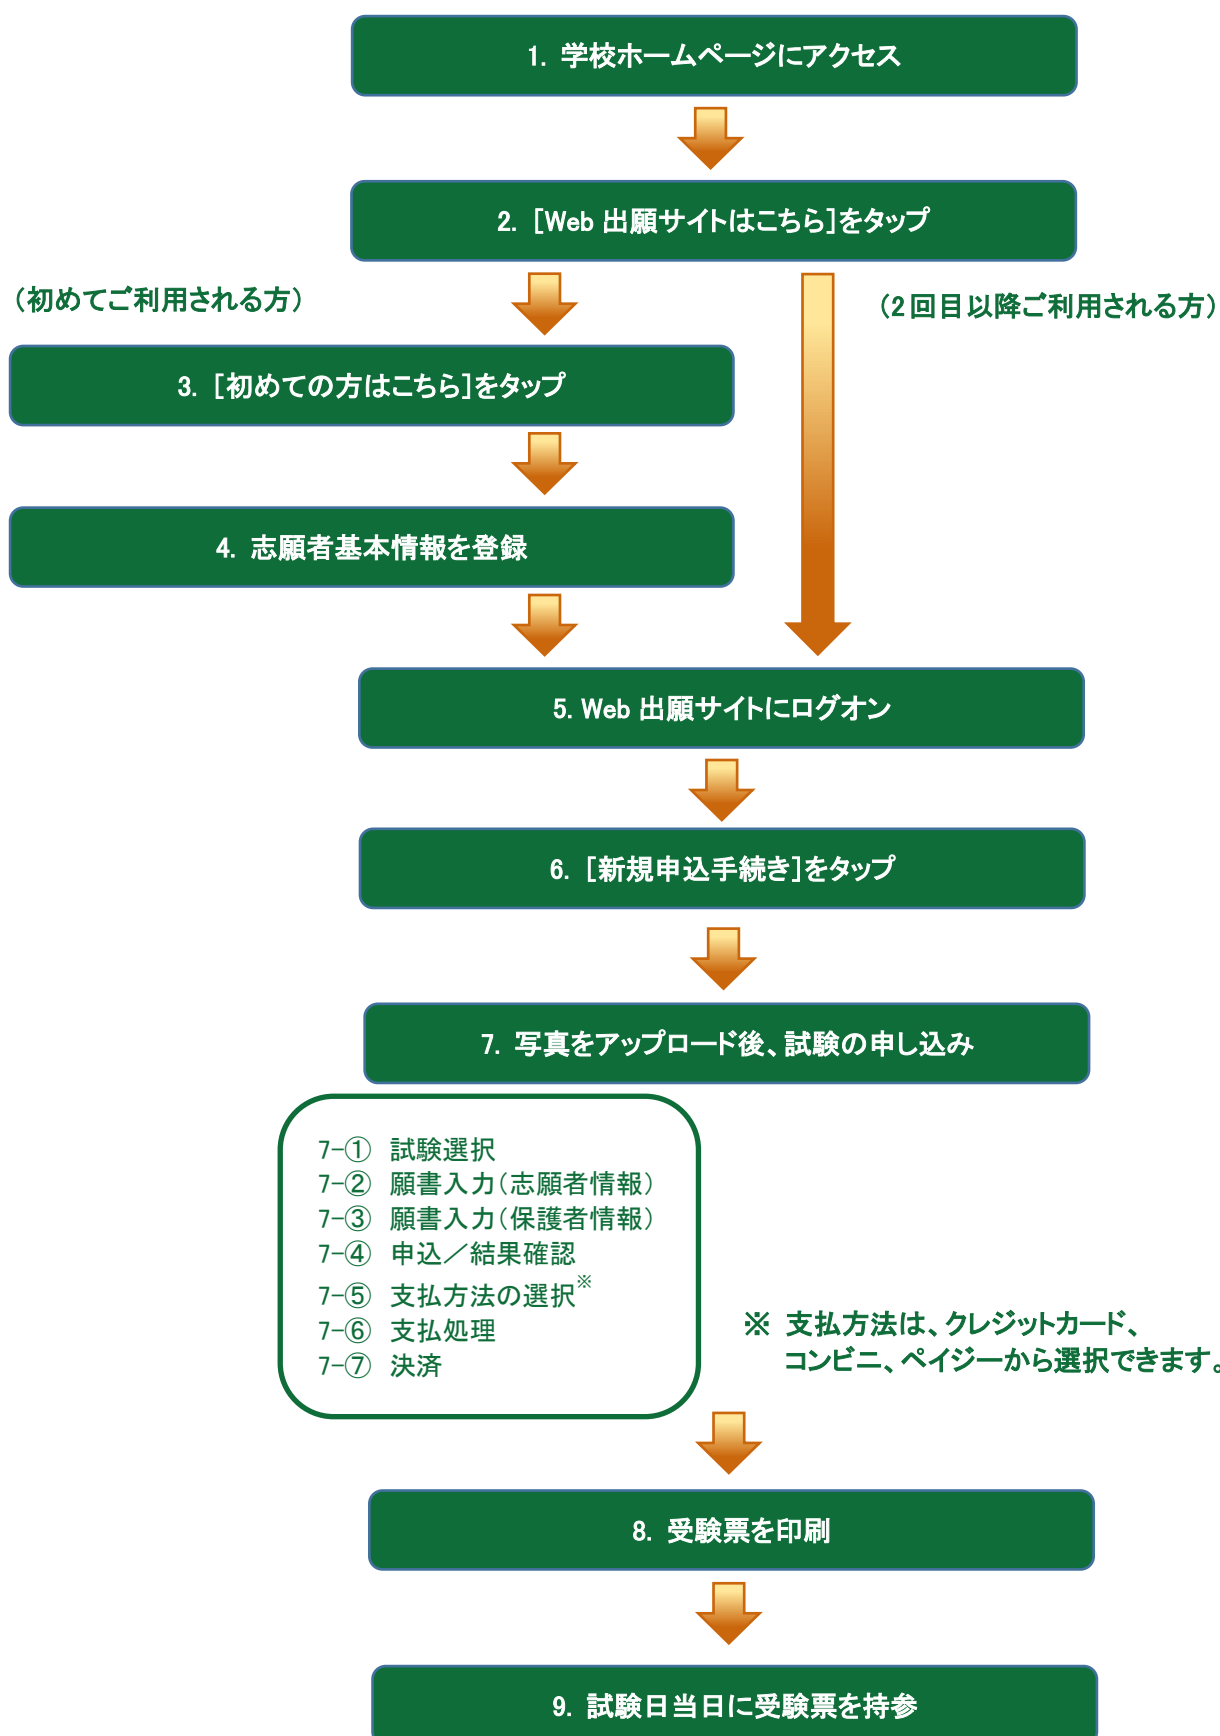 1. 学校ホームページにアクセス
2. [Web 出願サイトはこちら]をタップ
(初めてご利用される方)
(2回目以降ご利用される方)
3. [初めての方はこちら]をタップ
4. 志願者基本情報を登録
5. Web 出願サイトにログオン
6. [新規申込手続き]をタップ
7. 写真をアップロード後、試験の申し込み
7-① 試験選択
7-② 願書入力(志願者情報)
7-③ 願書入力(保護者情報)
7-④ 申込/結果確認
7-⑤ 支払方法の選択※
7-⑥ 支払処理
7-⑦ 決済
※ 支払方法は、クレジットカード、
コンビニ、ペイジーから選択できます。
8. 受験票を印刷
9. 試験日当日に受験票を持参